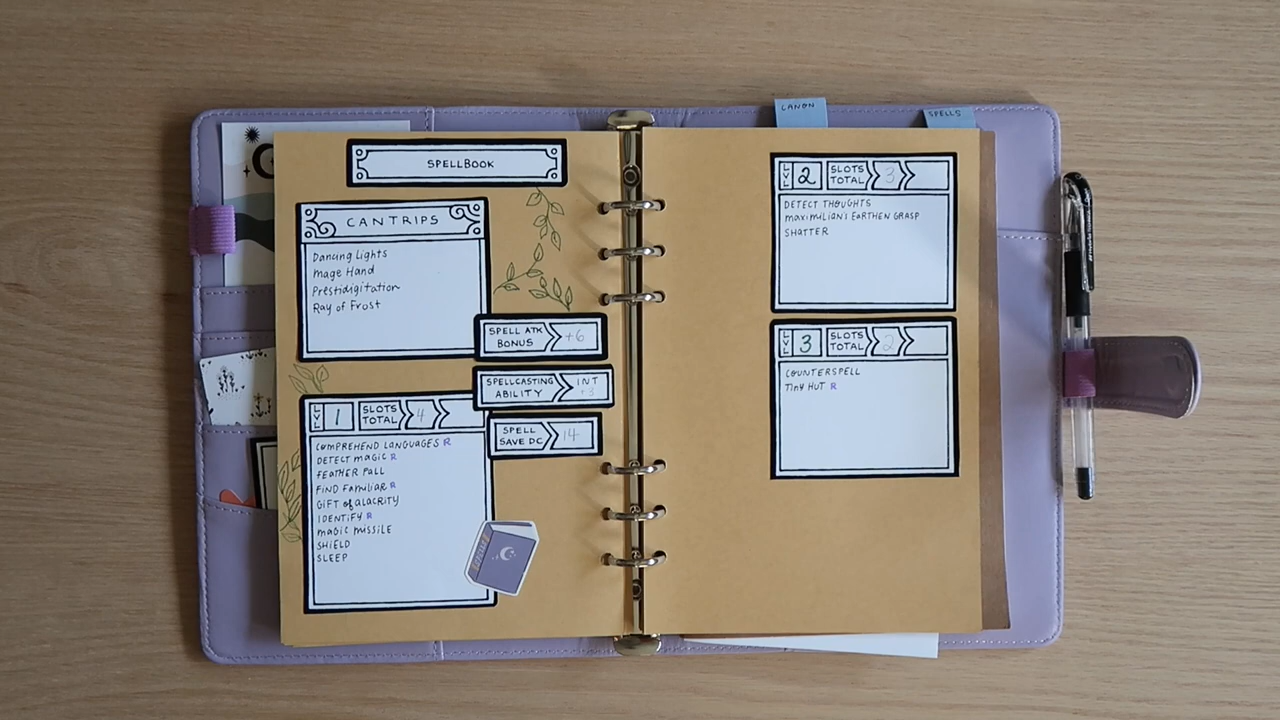 SPELLBOOK
CANTRIPS
Dancing Lights
Mage Hand
Prestidigitation
Ray of Frost
SPELL ATK BONUS +6
SPELLCASTING ABILITY INT +3
SPELL SAVE DC 14
LVL 1 SLOTS TOTAL 4
COMPREHEND LANGUAGES R
DETECT MAGIC R
FEATHER FALL
FIND FAMILIAR R
GIFT of ALACRITY
IDENTIFY R
MAGIC MISSILE
SHIELD
SLEEP
CANON
SPELLS
LVL 2 SLOTS TOTAL 3
DETECT THOUGHTS
MAXIMILIANS EARTHEN GRASP
SHATTER
LVL 3 SLOTS TOTAL 2
COUNTERSPELL
TINY HUT R